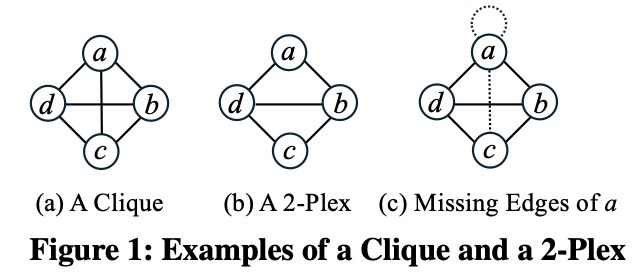 a a a
d b d b d b
c c c
(a) A Clique (b) A 2-Plex (c) Missing Edges of a
Figure 1: Examples of a Clique and a 2-Plex